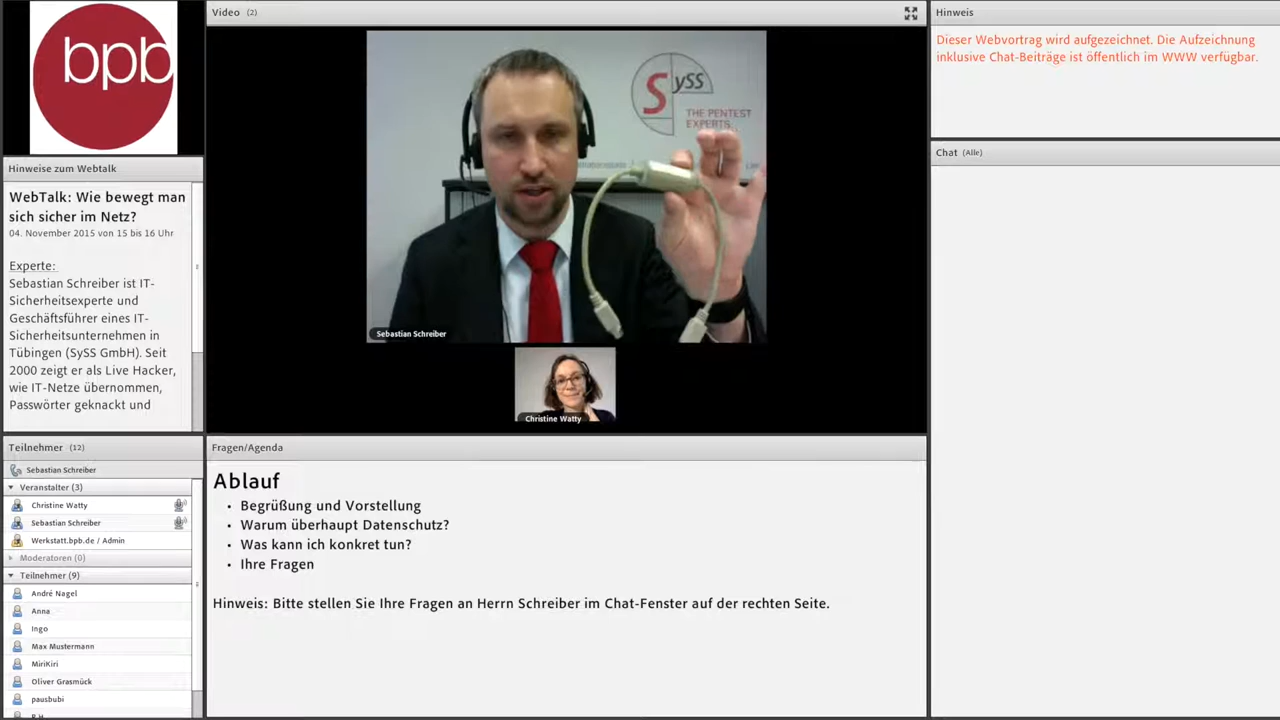 bpb
Hinweise zum Webtalk
WebTalk: Wie bewegt man
sich sicher im Netz?
04. November 2015 von 15 bis 16 Uhr
Experte:
Sebastian Schreiber ist IT-
Sicherheitsexperte und
Geschäftsführer eines IT-
Sicherheitsunternehmen in
Tübingen (SySS GmbH). Seit
2000 zeigt er als Live Hacker,
wie IT-Netze übernommen,
Passwörter geknackt und
Teilnehmer (12)
Sebastian Schreiber
Veranstalter (3)
Christine Watty
Sebastian Schreiber
Werkstatt.bpb.de / Admin
Moderatoren (0)
Teilnehmer (9)
André Nagel
Anna
Ingo
Max Mustermann
MiriKiri
Oliver Grasmück
pausbubi
Video (2)
SySS
THE PENTEST
EXPERTS
Sebastian Schreiber
Christine Watty
Fragen/Agenda
Ablauf
• Begrüßung und Vorstellung
• Warum überhaupt Datenschutz?
• Was kann ich konkret tun?
• Ihre Fragen
Hinweis: Bitte stellen Sie Ihre Fragen an Herrn Schreiber im Chat-Fenster auf der rechten Seite.
Hinweis
Dieser Webvortrag wird aufgezeichnet. Die Aufzeichnung
inklusive Chat-Beiträge ist öffentlich im WWW verfügbar.
Chat (Alle)